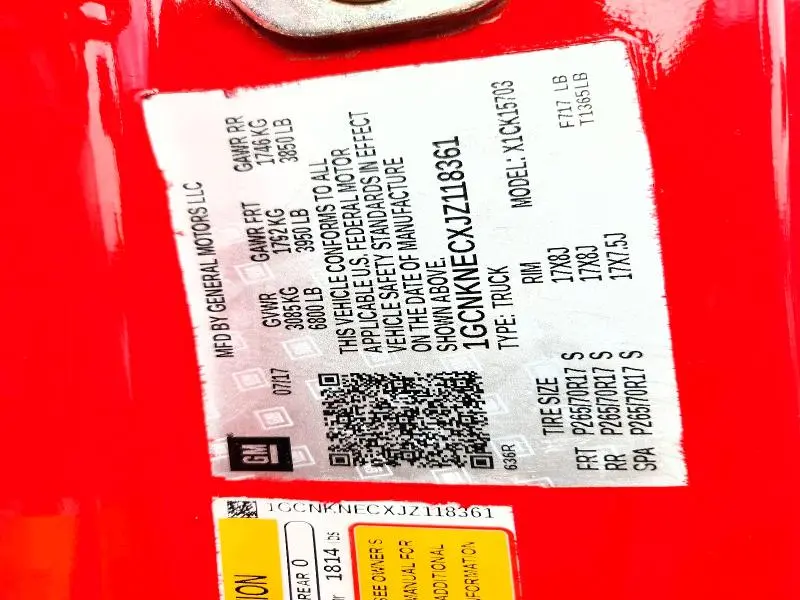 MFD BY GENERAL MOTORS LLC
GM
07/17
GVWR GAWR FRT GAWR RR
3085 KG 1792 KG 1746 KG
6800 LB 3950 LB 3850 LB
THIS VEHICLE CONFORMS TO ALL
APPLICABLE U.S. FEDERAL MOTOR
VEHICLE SAFETY STANDARDS IN EFFECT
ON THE DATE OF MANUFACTURE
SHOWN ABOVE.
1GCNKNECXJZ118361
TYPE: TRUCK MODEL: X1CK15703
636R
TIRE SIZE RIM
FRT P265/70R17 S 17X8J F717 LB
RR P265/70R17 S 17X8J T1365LB
SPA P265/70R17 S 17X7.5J
1GCNKNECXJZ118361
REAR 0
1814
SEE OWNER'S
MANUAL FOR
ADDITIONAL